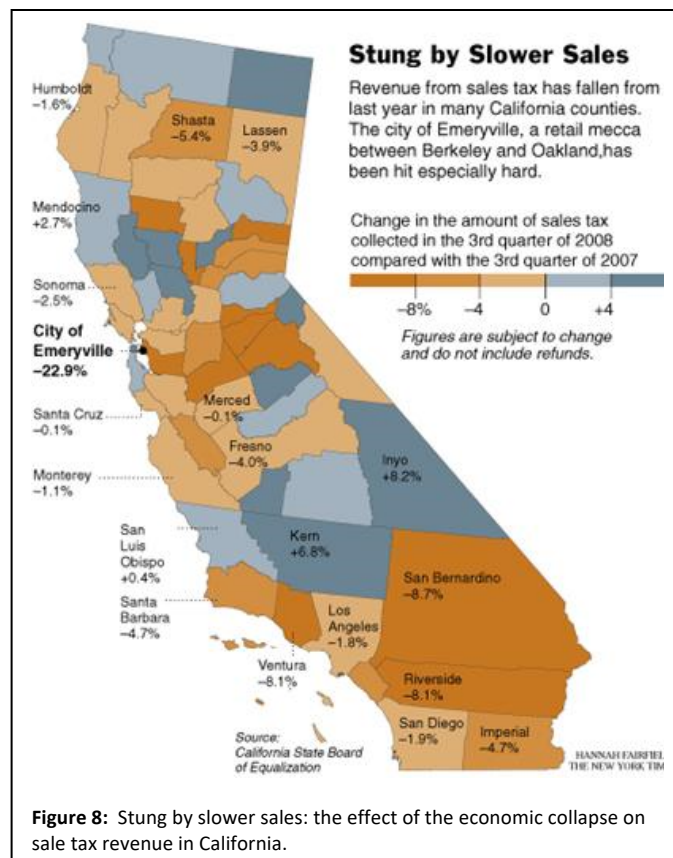 Stung by Slower Sales
Revenue from sales tax has fallen from
last year in many California counties.
The city of Emeryville, a retail mecca
between Berkeley and Oakland,has
been hit especially hard.
Change in the amount of sales tax
collected in the 3rd quarter of 2008
compared with the 3rd quarter of 2007
–8% –4 0 +4
Figures are subject to change
and do not include refunds.
Humboldt
–1.6%
Shasta
–5.4%
Lassen
–3.9%
Mendocino
+2.7%
Sonoma
–2.5%
City of
Emeryville
–22.9%
Santa Cruz
–0.1%
Merced
–0.1%
Fresno
–4.0%
Monterey
–1.1%
Inyo
+8.2%
San
Luis
Obispo
+0.4%
Kern
+6.8%
Santa
Barbara
–4.7%
San Bernardino
–8.7%
Los
Angeles
–1.8%
Ventura
–8.1%
Riverside
–8.1%
San Diego
–1.9%
Imperial
–4.7%
Source:
California State Board
of Equalization
HANNAH FAIRFIEL
THE NEW YORK TIM
Figure 8: Stung by slower sales: the effect of the economic collapse on
sale tax revenue in California.